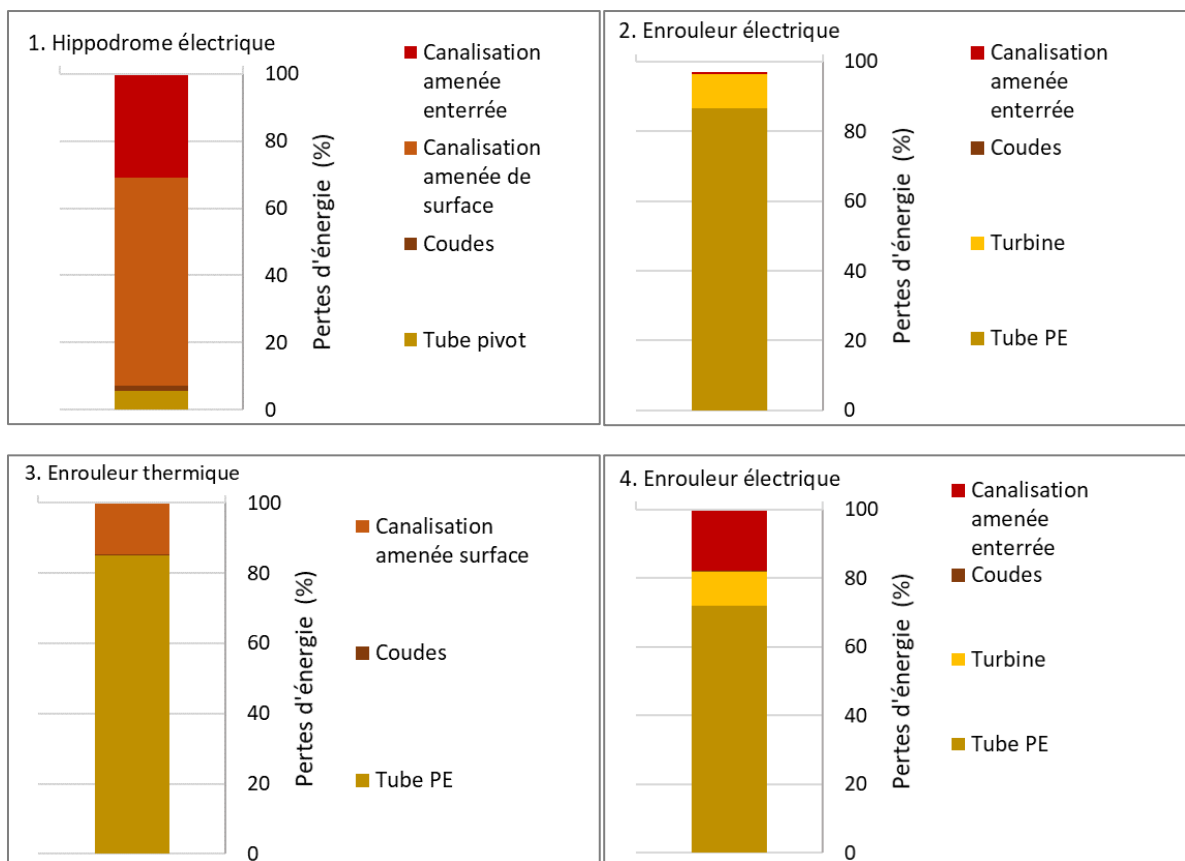 1. Hippodrome électrique
Canalisation
amenée
enterrée
Canalisation
amenée de
surface
Coudes
Tube pivot
Pertes d'énergie (%)
100
80
60
40
20
0
2. Enrouleur électrique
Canalisation
amenée
enterrée
Coudes
Turbine
Tube PE
Pertes d'énergie (%)
100
80
60
40
20
0
3. Enrouleur thermique
Canalisation
amenée surface
Coudes
Tube PE
Pertes d'énergie (%)
100
80
60
40
20
0
4. Enrouleur électrique
Canalisation
amenée
enterrée
Coudes
Turbine
Tube PE
Pertes d'énergie (%)
100
80
60
40
20
0